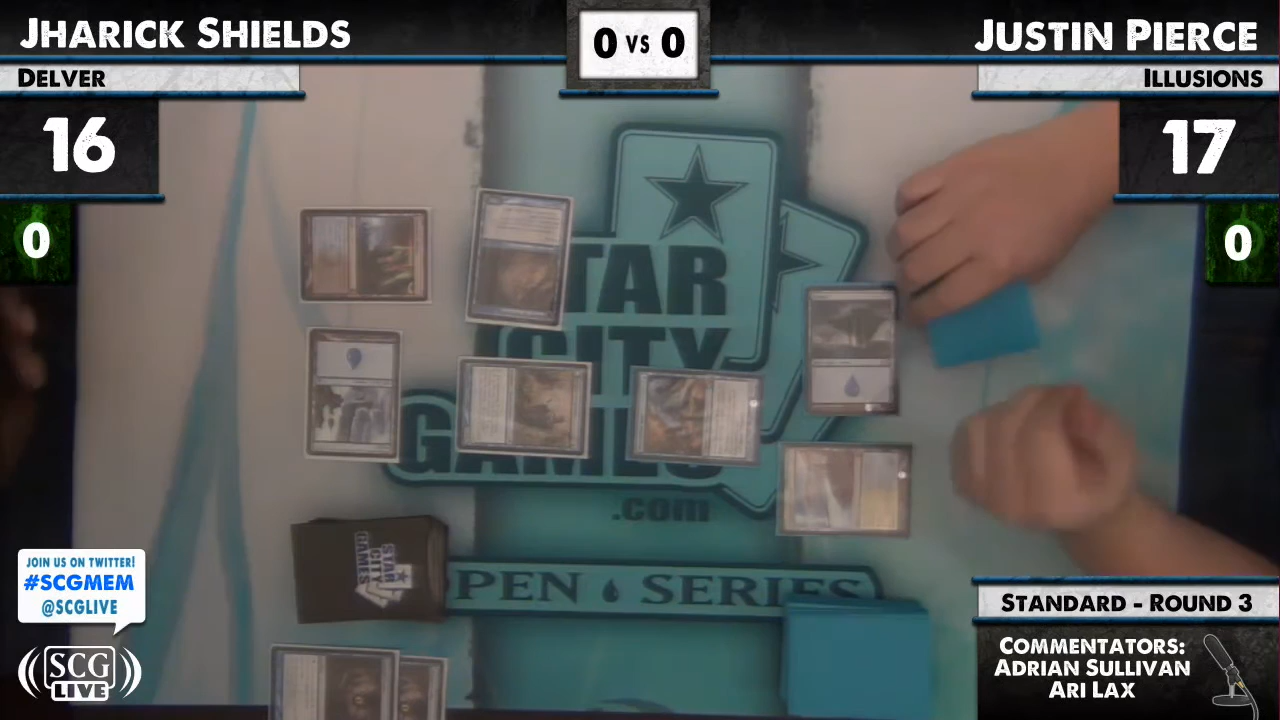 JHARICK SHIELDS
0 VS 0
JUSTIN PIERCE
DELVER
ILLUSIONS
16
17
0
0
STAR
CITY
GAMES
.com
OPEN SERIES
STAR
CITY
GAMES
JOIN US ON TWITTER!
#SCGMEM
@SCGLIVE
SCG
LIVE
STANDARD - ROUND 3
COMMENTATORS:
ADRIAN SULLIVAN
ARI LAX